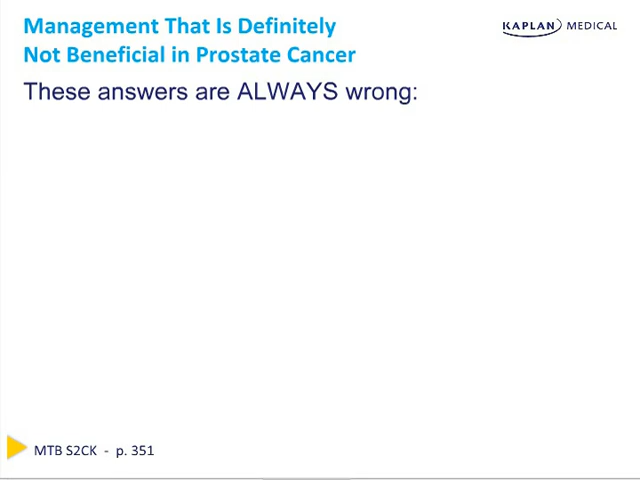 Management That Is Definitely
Not Beneficial in Prostate Cancer
KAPLAN MEDICAL
These answers are ALWAYS wrong:
MTB S2CK - p. 351